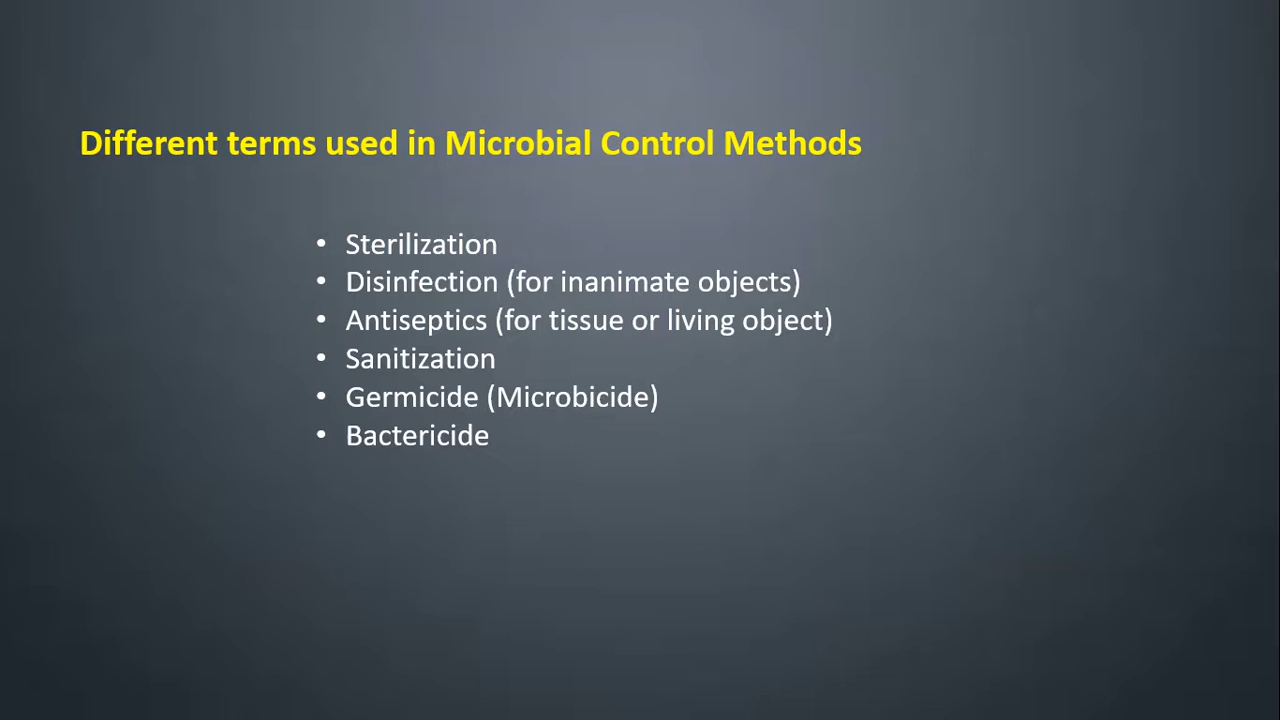 Different terms used in Microbial Control Methods
• Sterilization
• Disinfection (for inanimate objects)
• Antiseptics (for tissue or living object)
• Sanitization
• Germicide (Microbicide)
• Bactericide